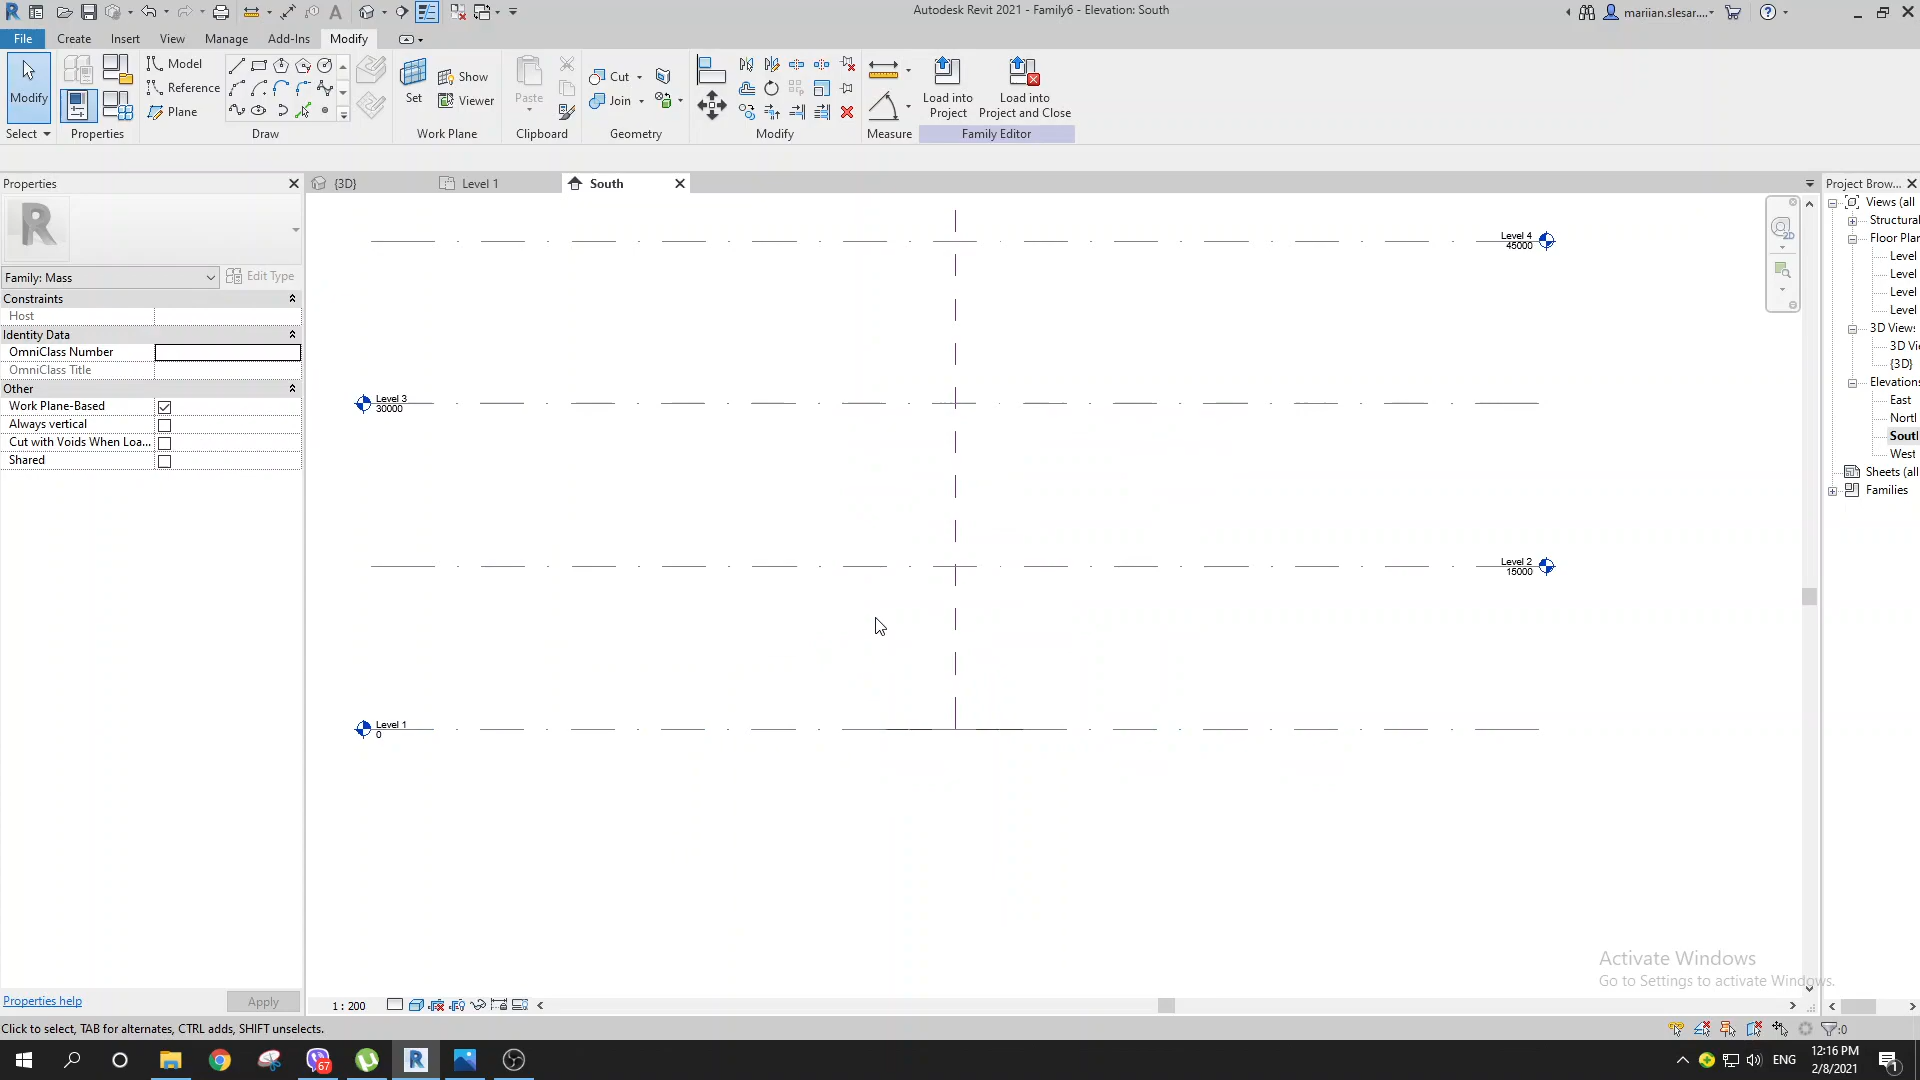 Autodesk Revit 2021 - Family6 - Elevation: South
mariian.slesar....
File Create Insert View Manage Add-Ins Modify
Modify
Model
Reference
Plane
Set
Show
Viewer
Paste
Cut
Join
Load into
Project
Load into
Project and Close
Select Properties Draw Work Plane Clipboard Geometry Modify Measure Family Editor
Properties
{3D} Level 1 South
Project Brow...
Family: Mass
Edit Type
Constraints
Host
Identity Data
OmniClass Number
OmniClass Title
Other
Work Plane-Based
Always vertical
Cut with Voids When Loa...
Shared
Level 4
45000
Level 3
30000
Level 2
15000
Level 1
0
2D
Views (all
Structural
Floor Plan
Level
Level
Level
Level
3D Views
3D Vi
{3D}
Elevations
East
North
South
West
Sheets (all
Families
Activate Windows
Go to Settings to activate Windows.
Properties help
Apply
1 : 200
Click to select, TAB for alternates, CTRL adds, SHIFT unselects.
:0
67
ENG
12:16 PM
2/8/2021
1